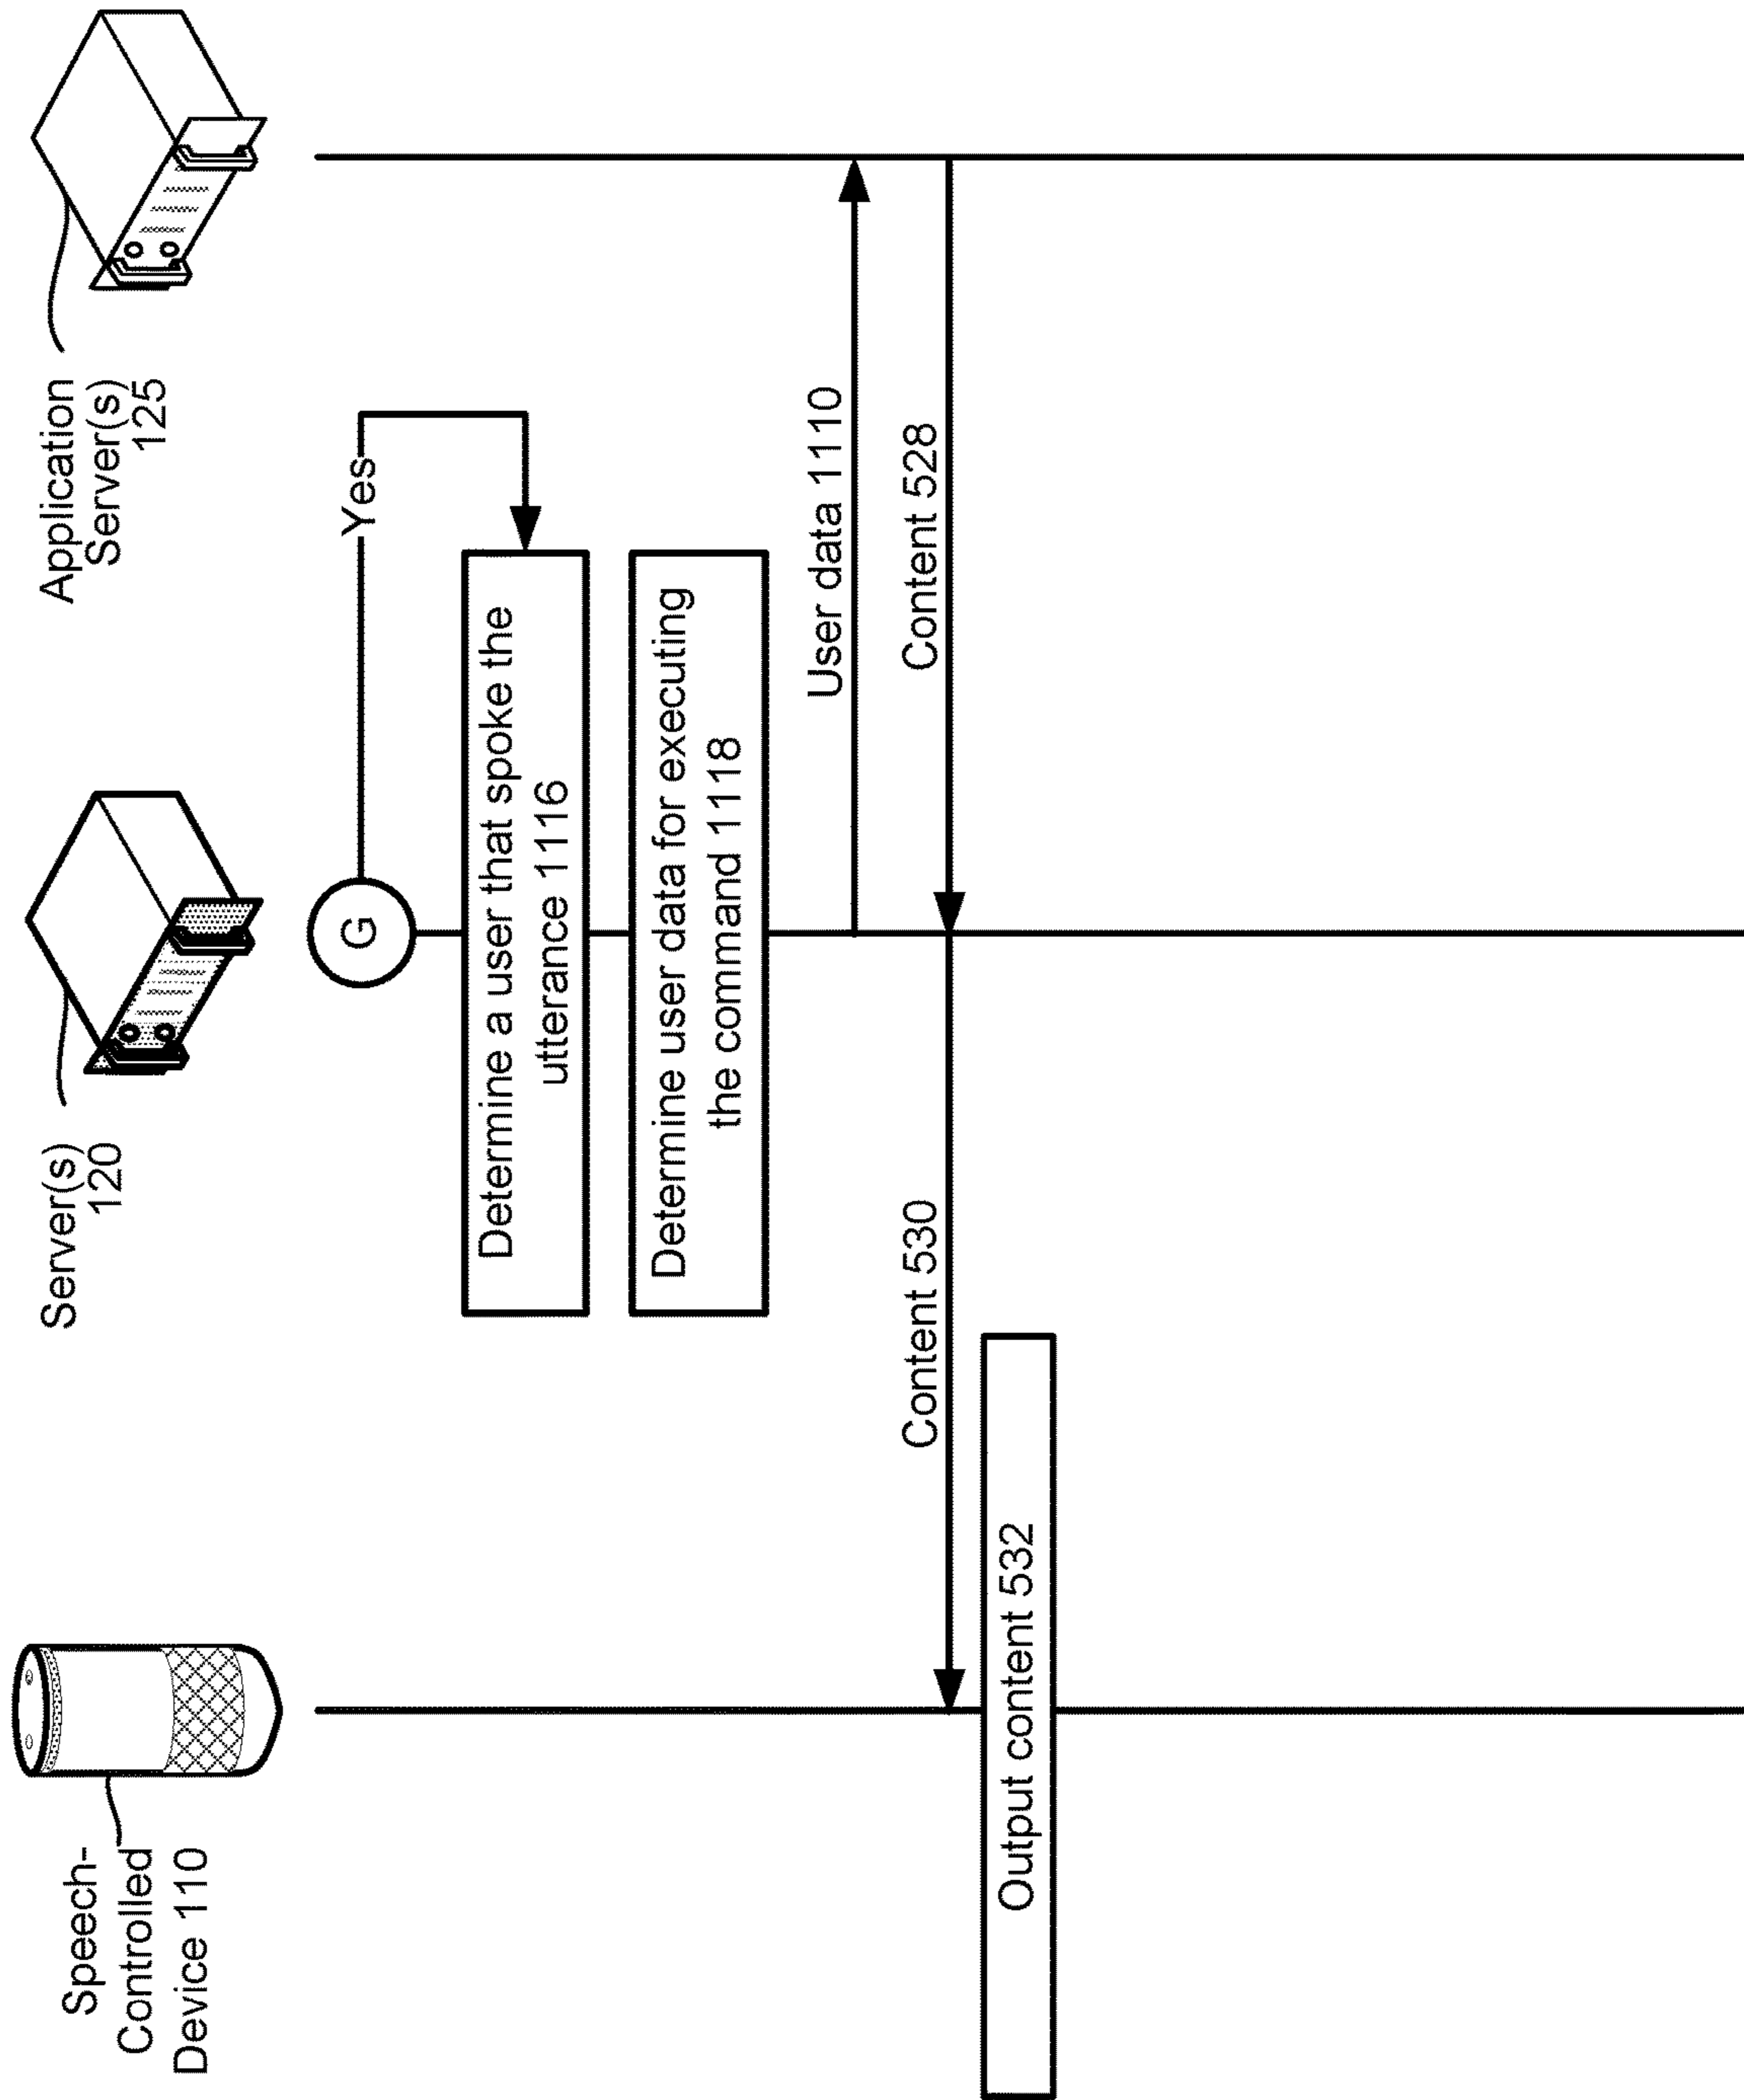 Speech-
Controlled
Device 110
Server(s)
120
Application
Server(s)
125
G
Yes
Determine a user that spoke the
utterance 1116
Determine user data for executing
the command 1118
User data 1110
Content 528
Content 530
Output content 532